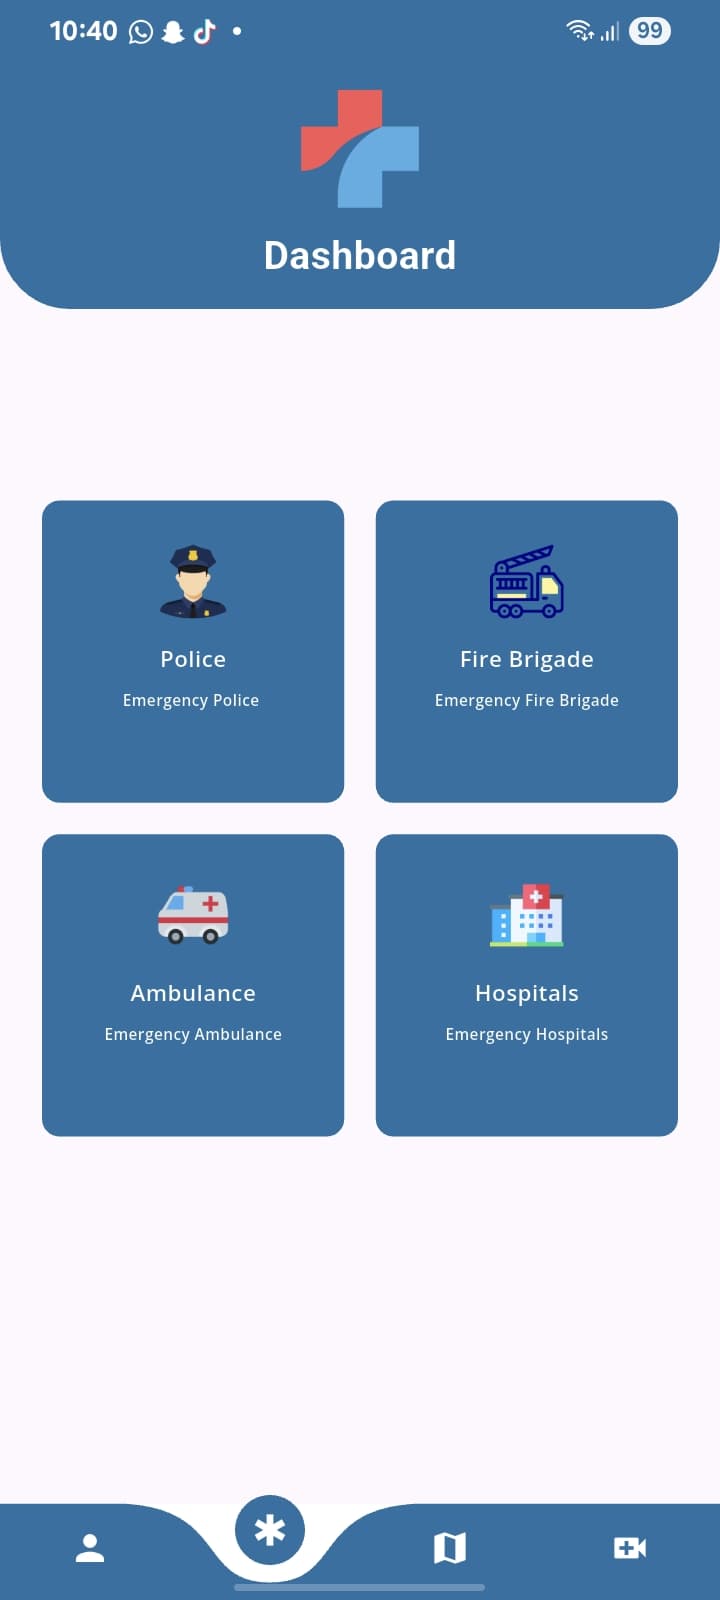 10:40
99
Dashboard
Police
Emergency Police
Fire Brigade
Emergency Fire Brigade
Ambulance
Emergency Ambulance
Hospitals
Emergency Hospitals